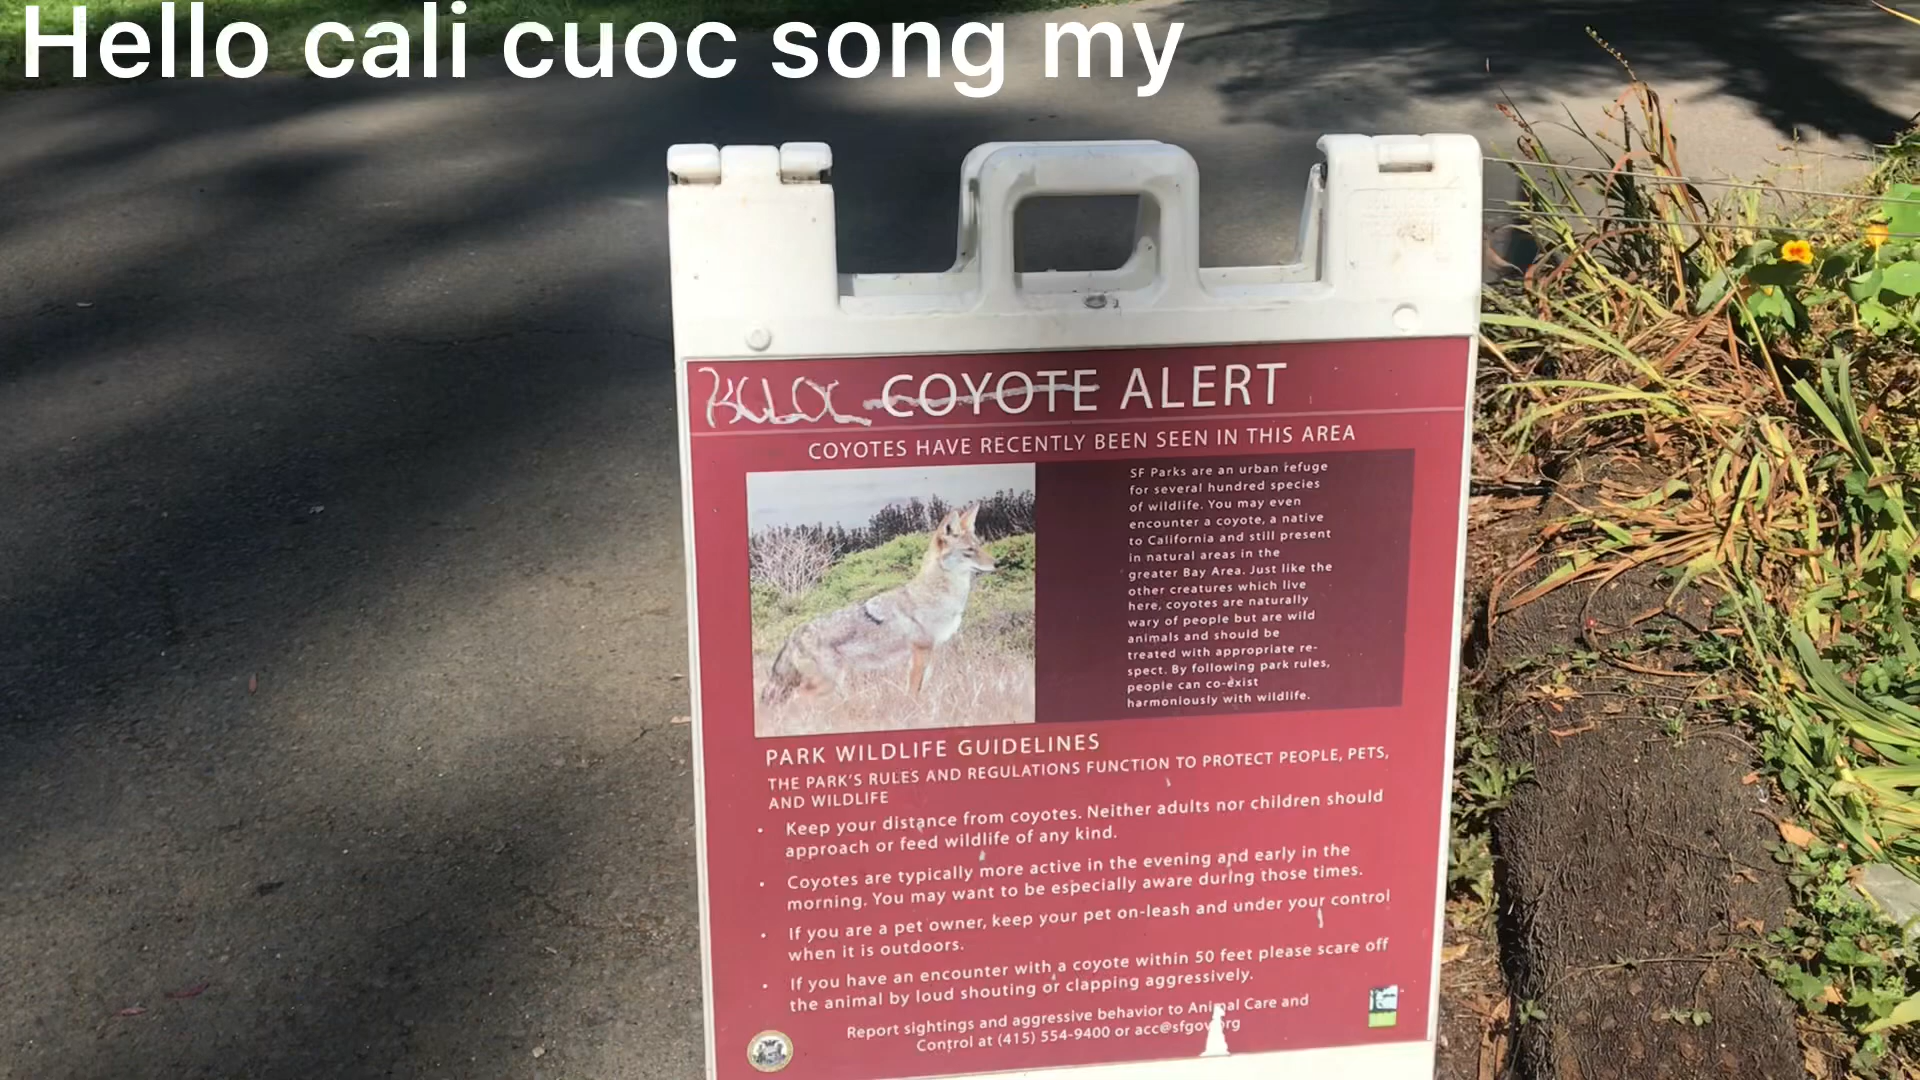 Hello cali cuoc song my
COYOTE ALERT
COYOTES HAVE RECENTLY BEEN SEEN IN THIS AREA
SF Parks are an urban refuge
for several hundred species
of wildlife. You may even
encounter a coyote, a native
to California and still present
in natural areas in the
greater Bay Area. Just like the
other creatures which live
here, coyotes are naturally
wary of people but are wild
animals and should be
treated with appropriate re-
spect. By following park rules,
people can co-exist
harmoniously with wildlife.
PARK WILDLIFE GUIDELINES
THE PARK'S RULES AND REGULATIONS FUNCTION TO PROTECT PEOPLE, PETS,
AND WILDLIFE
• Keep your distance from coyotes. Neither adults nor children should
approach or feed wildlife of any kind.
• Coyotes are typically more active in the evening and early in the
morning. You may want to be especially aware during those times.
• If you are a pet owner, keep your pet on-leash and under your control
when it is outdoors.
• If you have an encounter with a coyote within 50 feet please scare off
the animal by loud shouting or clapping aggressively.
Report sightings and aggressive behavior to Animal Care and
Control at (415) 554-9400 or acc@sfgov.org